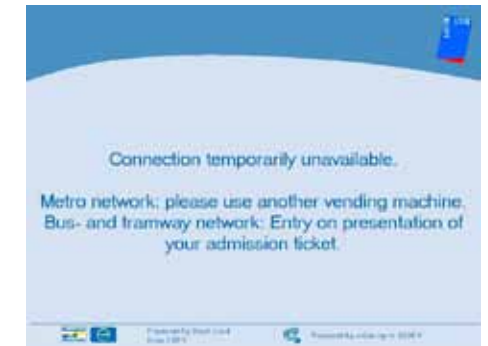 Connection temporarily unavailable.
Metro network: please use another vending machine.
Bus- and tramway network: Entry on presentation of
your admission ticket.